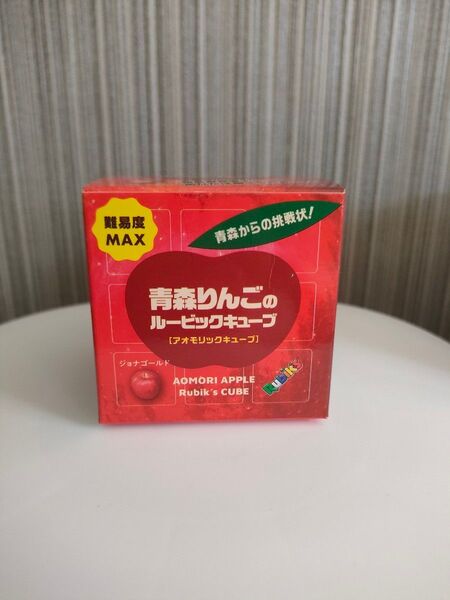 難易度
MAX
青森からの挑戦状!
青森りんごの
ルービックキューブ
[アオモリックキューブ]
ジョナゴールド
AOMORI APPLE
Rubik's CUBE
Rubik's